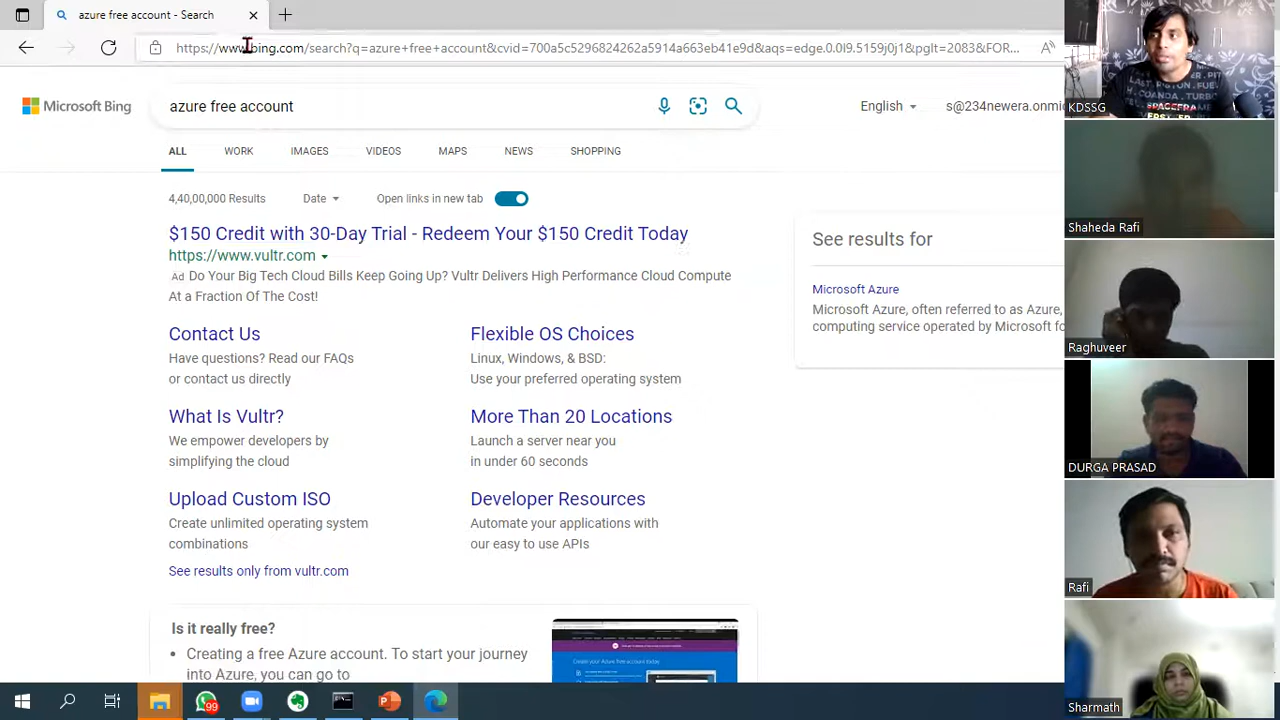 azure free account - Search
https://www.bing.com/search?q=azure+free+account&cvid=700a5c5296824262a5914a663eb41e9d&aqs=edge.0.0l9.5159j0j1&pglt=2083&FOR...
Microsoft Bing
azure free account
English
s@234newera.onmic
ALL
WORK
IMAGES
VIDEOS
MAPS
NEWS
SHOPPING
4,40,00,000 Results
Date
Open links in new tab
$150 Credit with 30-Day Trial - Redeem Your $150 Credit Today
https://www.vultr.com
Ad Do Your Big Tech Cloud Bills Keep Going Up? Vultr Delivers High Performance Cloud Compute
At a Fraction Of The Cost!
Contact Us
Have questions? Read our FAQs
or contact us directly
Flexible OS Choices
Linux, Windows, & BSD:
Use your preferred operating system
What Is Vultr?
We empower developers by
simplifying the cloud
More Than 20 Locations
Launch a server near you
in under 60 seconds
Upload Custom ISO
Create unlimited operating system
combinations
Developer Resources
Automate your applications with
our easy to use APIs
See results only from vultr.com
Is it really free?
• Creating a free Azure account. To start your journey
into Azure, you can go to
Create your Azure free account today
See results for
Microsoft Azure
Microsoft Azure, often referred to as Azure,
computing service operated by Microsoft fo
KDSSG
Shaheda Rafi
Raghuveer
DURGA PRASAD
Rafi
Sharmath
99